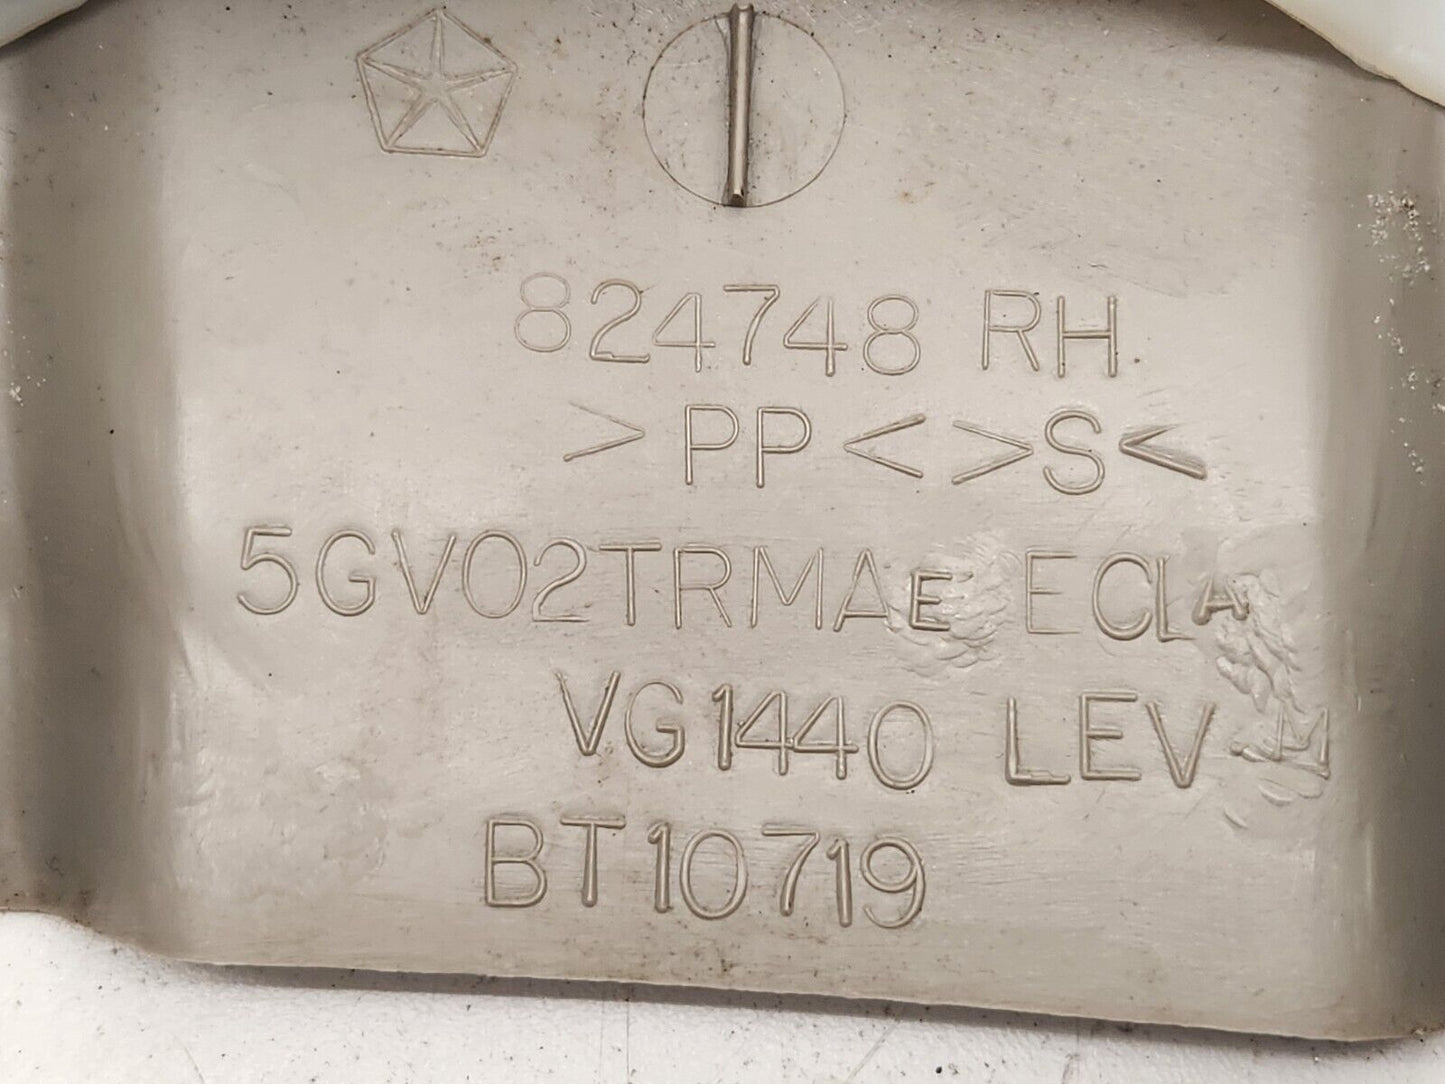 824748 RH
>PP<>S<
5GV02TRMAE ECLA
VG1440 LEV-M
BT10719